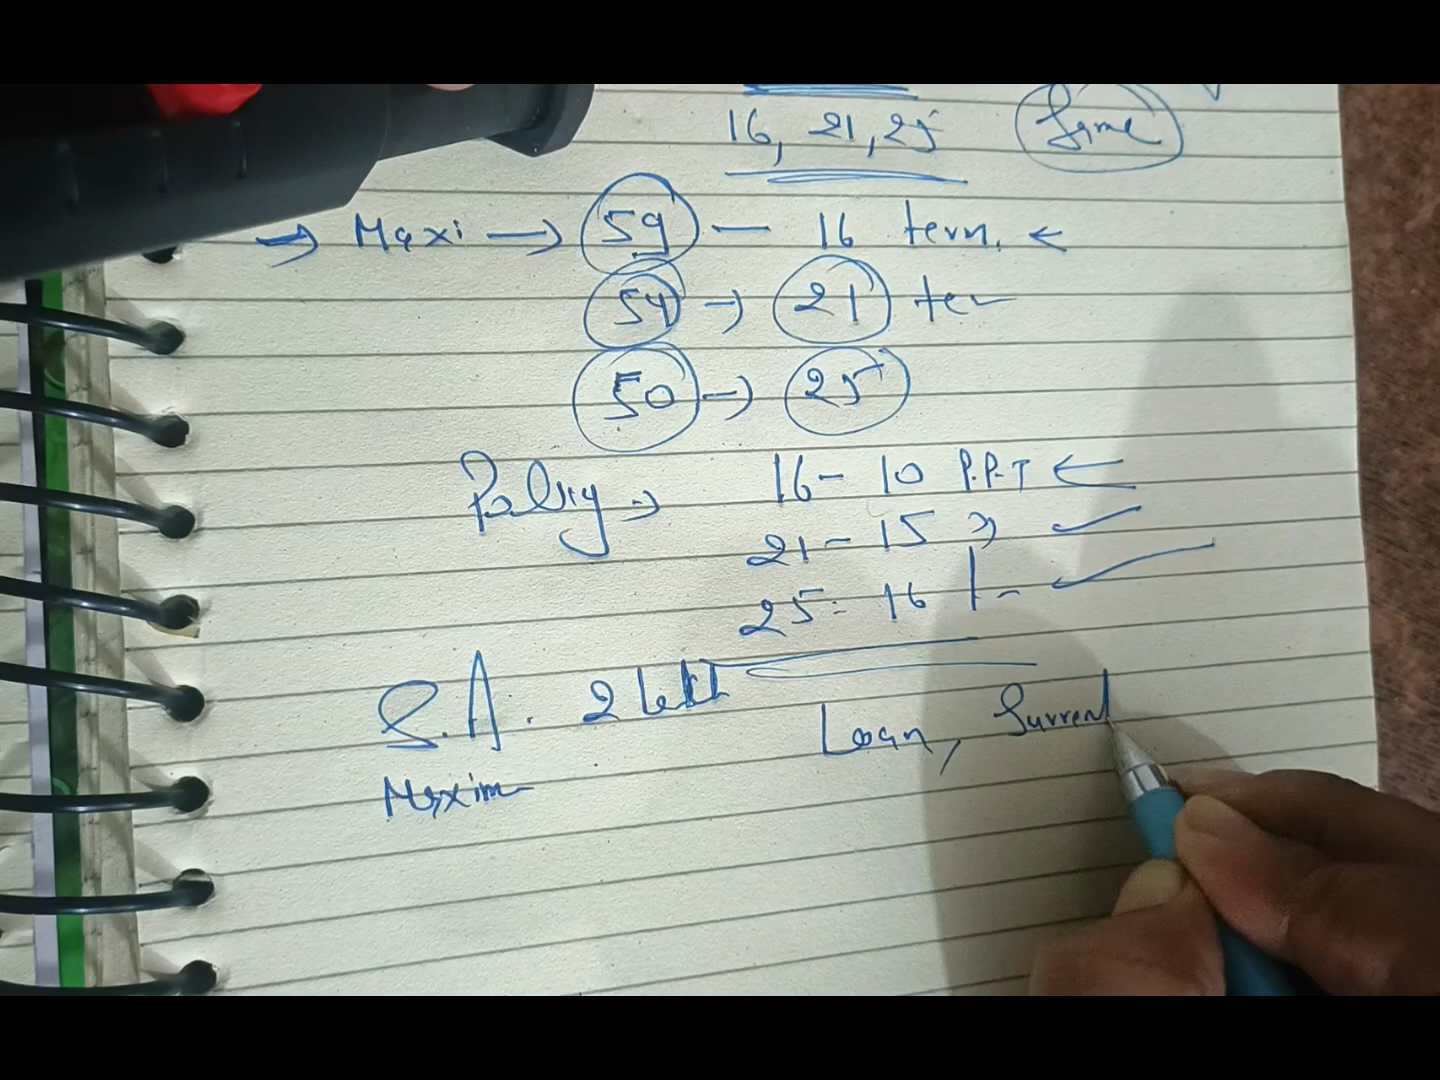 16, 21, 25 Same
→ Maxi → 59 — 16 term. ←
54 → 21 ter
50 → 25
Policy → 16 - 10 P.P.T ←
21 - 15 "
25 - 16
S.A. 2 lakh
Loan, Surrend
Maxim